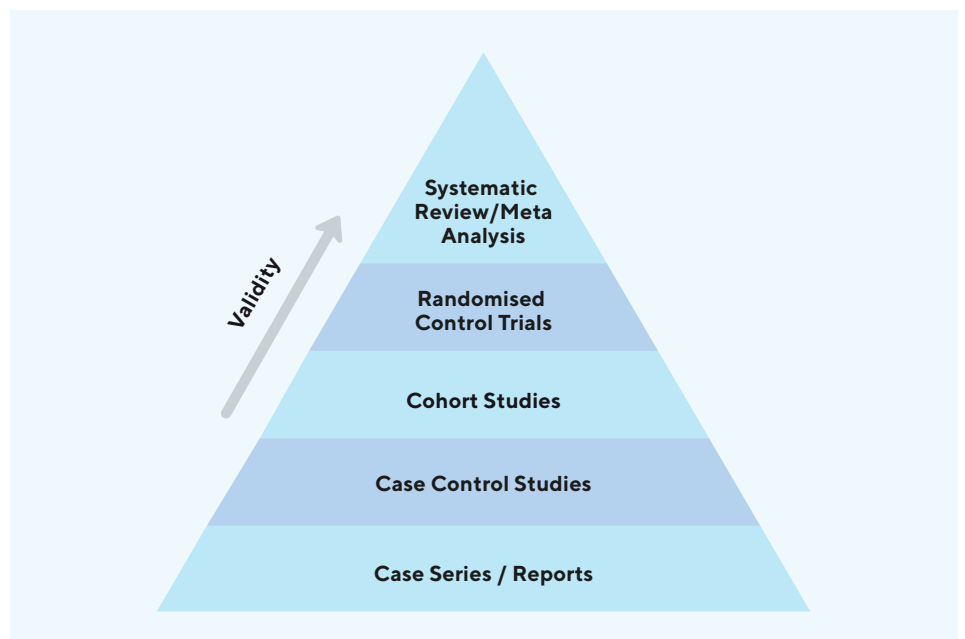 Systematic
Review/Meta
Analysis
Validity
Randomised
Control Trials
Cohort Studies
Case Control Studies
Case Series / Reports